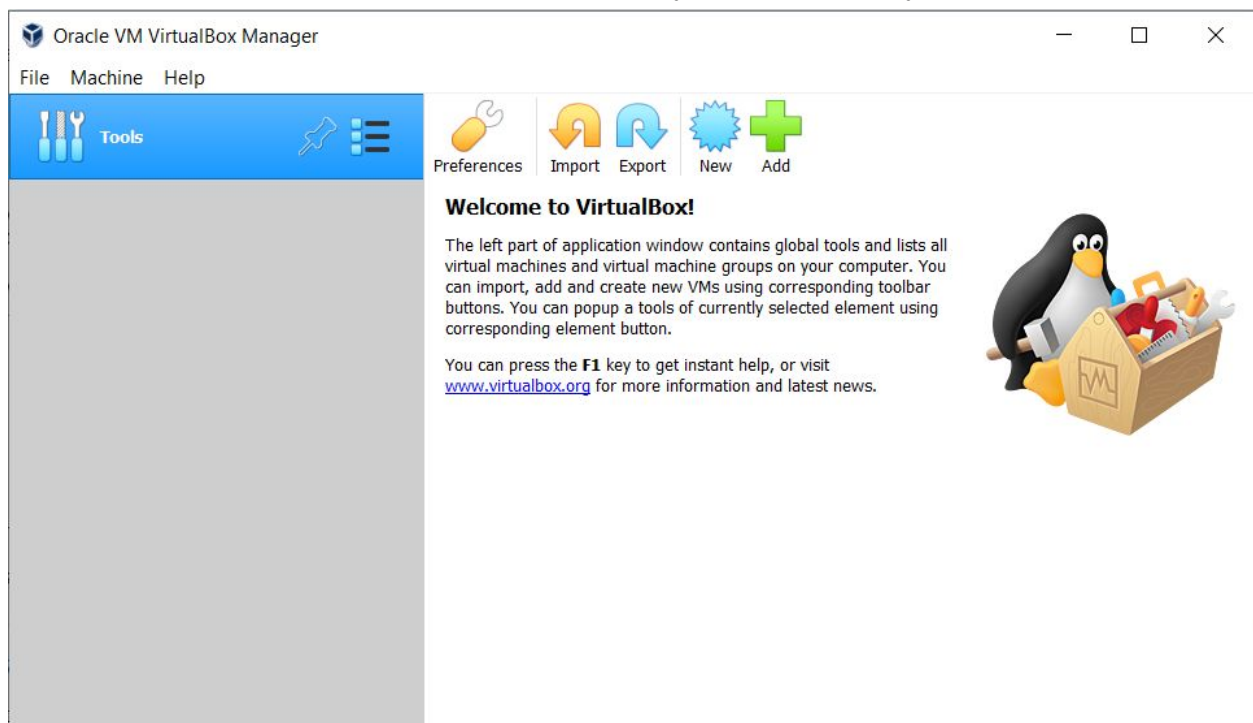 Oracle VM VirtualBox Manager
File Machine Help
Tools
Preferences Import Export New Add
Welcome to VirtualBox!
The left part of application window contains global tools and lists all
virtual machines and virtual machine groups on your computer. You
can import, add and create new VMs using corresponding toolbar
buttons. You can popup a tools of currently selected element using
corresponding element button.
You can press the F1 key to get instant help, or visit
www.virtualbox.org for more information and latest news.